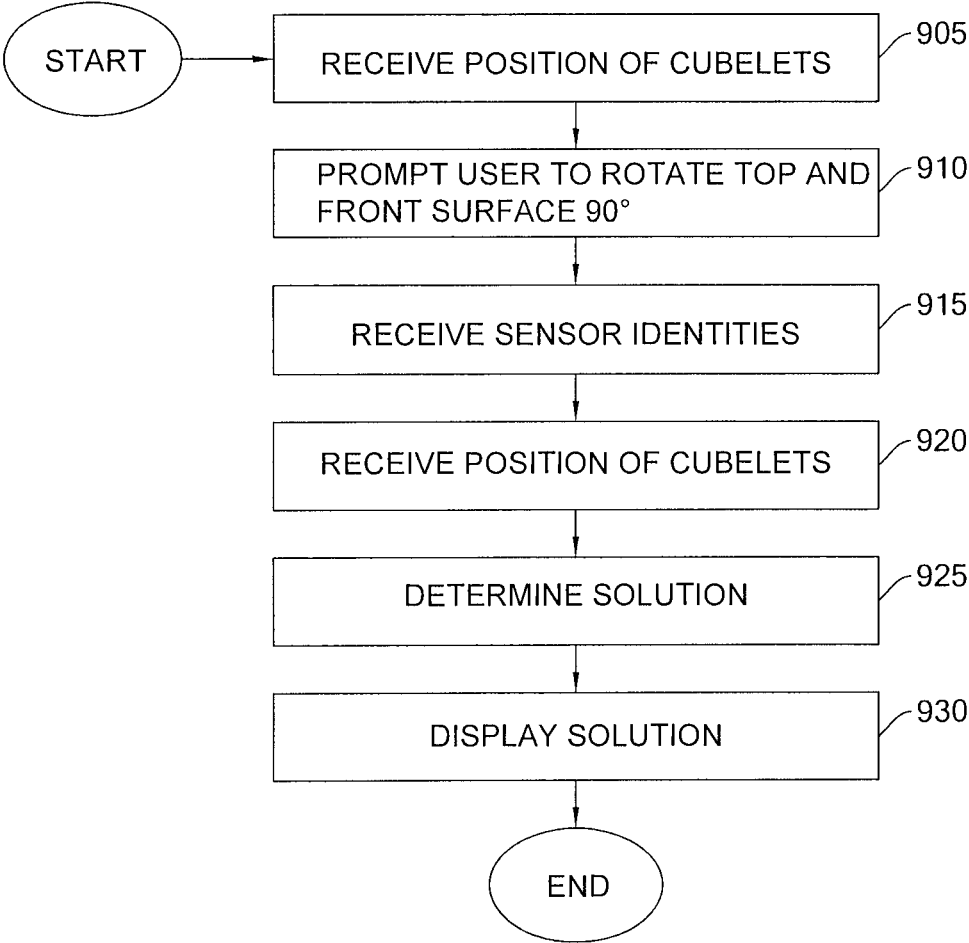 START
RECEIVE POSITION OF CUBELETS
905
PROMPT USER TO ROTATE TOP AND
FRONT SURFACE 90°
910
RECEIVE SENSOR IDENTITIES
915
RECEIVE POSITION OF CUBELETS
920
DETERMINE SOLUTION
925
DISPLAY SOLUTION
930
END